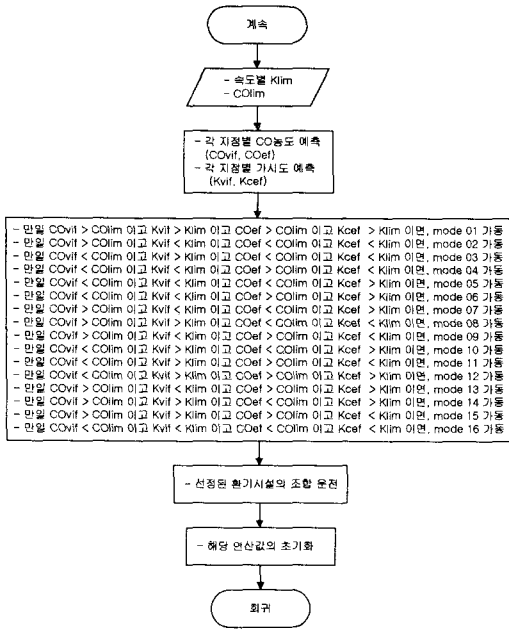 계속
- 속도별 Klim
- COlim
- 각 지점별 CO농도 예측
(COvif, COef)
- 각 지점별 가시도 예측
(Kvif, Kcef)
- 만일 COvif > COlim 이고 Kvif > Klim 이고 COef > COlim 이고 Kcef > Klim 이면, mode 01 가동
- 만일 COvif > COlim 이고 Kvif > Klim 이고 COef < COlim 이고 Kcef < Klim 이면, mode 02 가동
- 만일 COvif < COlim 이고 Kvif < Klim 이고 COef > COlim 이고 Kcef < Klim 이면, mode 03 가동
- 만일 COvif < COlim 이고 Kvif > Klim 이고 COef < COlim 이고 Kcef < Klim 이면, mode 04 가동
- 만일 COvif < COlim 이고 Kvif < Klim 이고 COef < COlim 이고 Kcef > Klim 이면, mode 05 가동
- 만일 COvif > COlim 이고 Kvif < Klim 이고 COef > COlim 이고 Kcef > Klim 이면, mode 06 가동
- 만일 COvif < COlim 이고 Kvif > Klim 이고 COef > COlim 이고 Kcef > Klim 이면, mode 07 가동
- 만일 COvif < COlim 이고 Kvif < Klim 이고 COef > COlim 이고 Kcef < Klim 이면, mode 08 가동
- 만일 COvif > COlim 이고 Kvif > Klim 이고 COef > COlim 이고 Kcef < Klim 이면, mode 09 가동
- 만일 COvif < COlim 이고 Kvif > Klim 이고 COef < COlim 이고 Kcef > Klim 이면, mode 10 가동
- 만일 COvif < COlim 이고 Kvif > Klim 이고 COef > COlim 이고 Kcef < Klim 이면, mode 11 가동
- 만일 COvif > COlim 이고 Kvif < Klim 이고 COef > COlim 이고 Kcef < Klim 이면, mode 12 가동
- 만일 COvif > COlim 이고 Kvif < Klim 이고 COef < COlim 이고 Kcef > Klim 이면, mode 13 가동
- 만일 COvif > COlim 이고 Kvif > Klim 이고 COef < COlim 이고 Kcef > Klim 이면, mode 14 가동
- 만일 COvif > COlim 이고 Kvif < Klim 이고 COef < COlim 이고 Kcef < Klim 이면, mode 15 가동
- 만일 COvif < COlim 이고 Kvif < Klim 이고 COef < COlim 이고 Kcef < Klim 이면, mode 16 가동
- 선정된 환기시설의 조합 운전
- 해당 연산값의 초기화
회귀